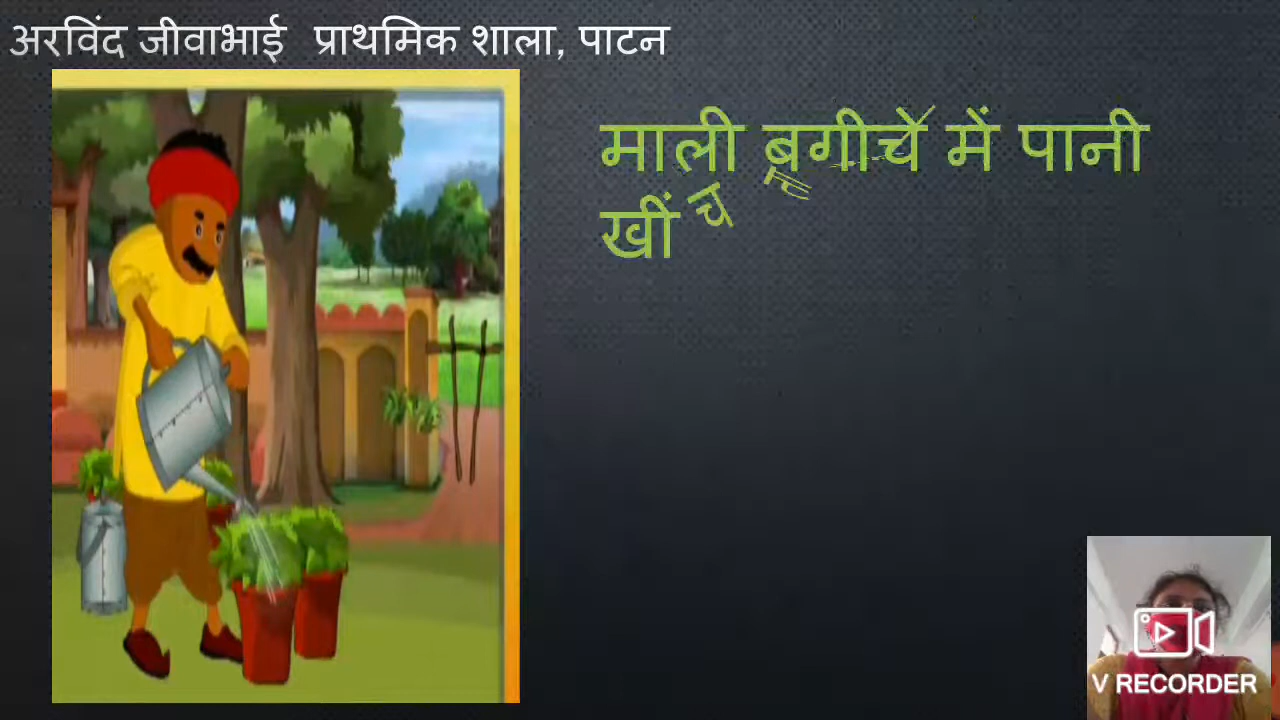 अरविंद जीवाभाई प्राथमिक शाला, पाटन
माली बगीचे में पानी
खीं च
V RECORDER